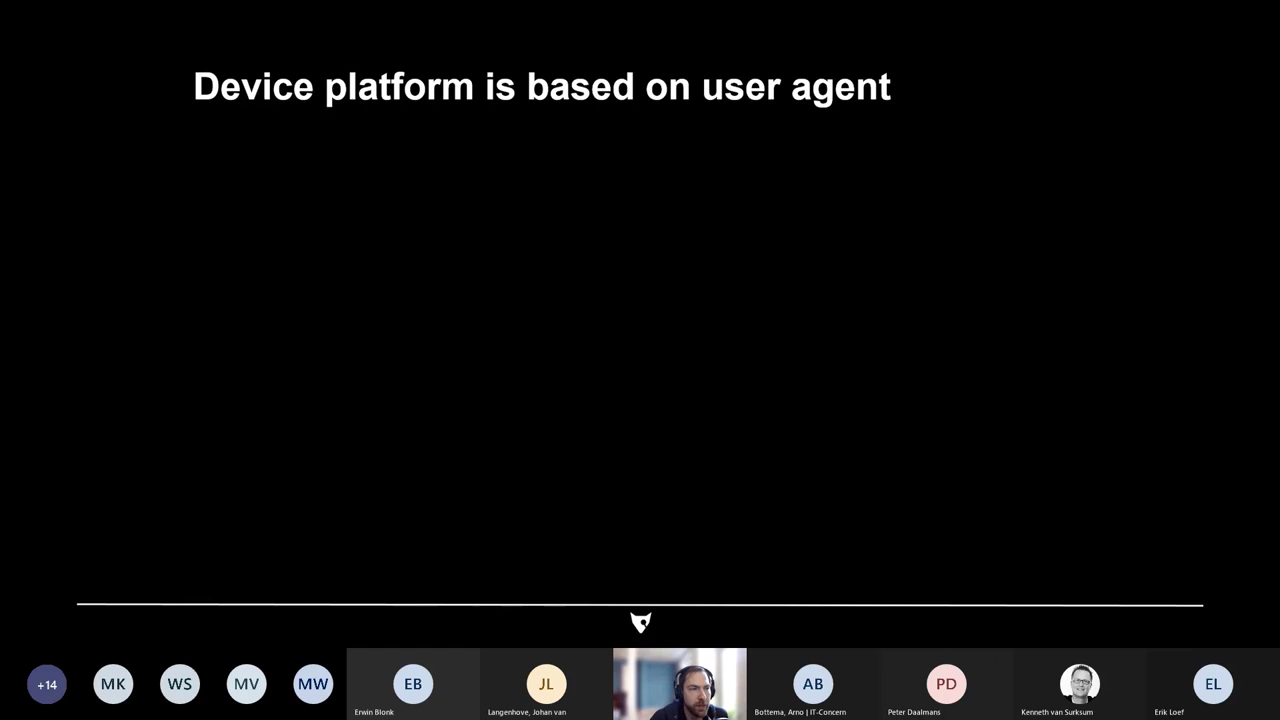 Device platform is based on user agent
+14
MK
WS
MV
MW
EB
JL
AB
PD
EL
Erwin Blonk
Langenhove, Johan van
Bottema, Arno | IT-Concern
Peter Daalmans
Kenneth van Surksum
Erik Loef